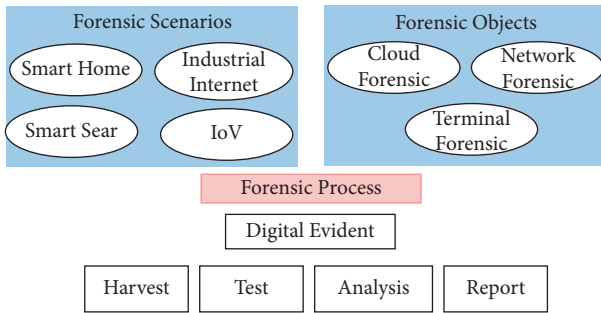 Forensic Scenarios
Smart Home
Industrial
Internet
Smart Sear
IoV
Forensic Objects
Cloud
Forensic
Network
Forensic
Terminal
Forensic
Forensic Process
Digital Evident
Harvest
Test
Analysis
Report